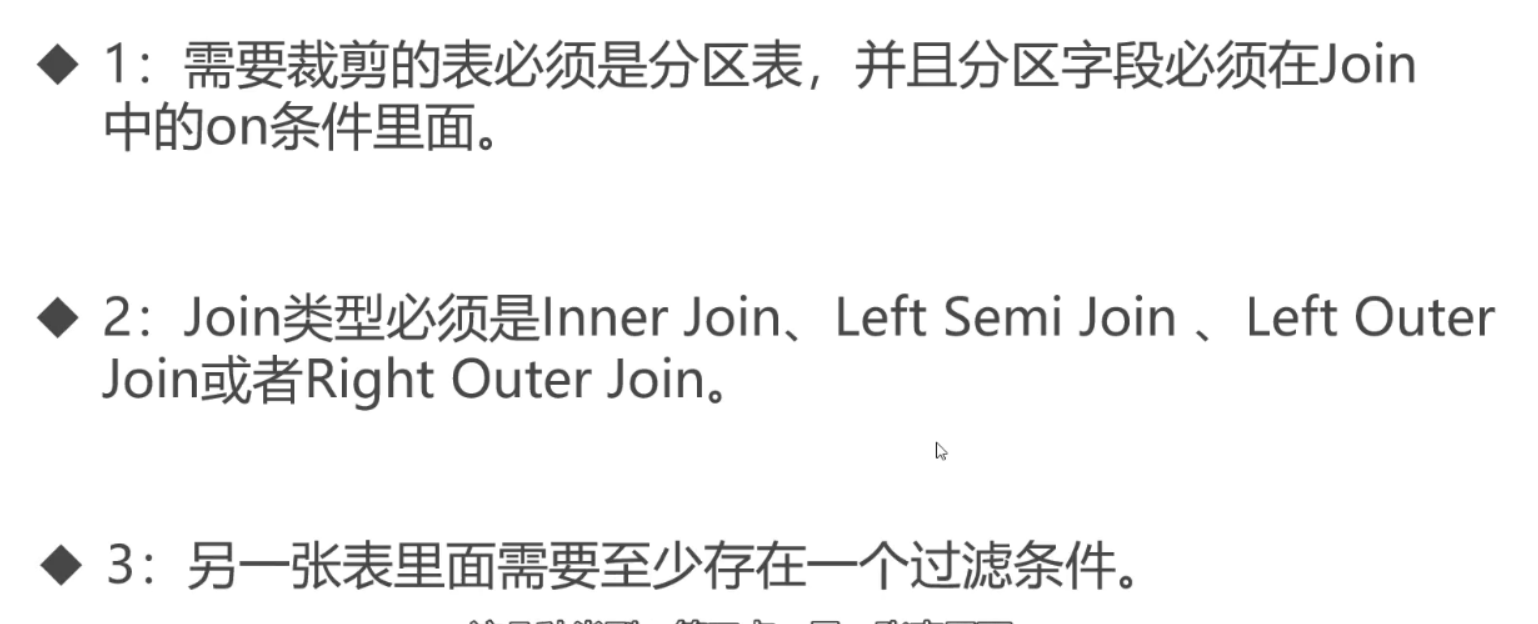 ◆ 1：需要裁剪的表必须是分区表，并且分区字段必须在Join
中的on条件里面。
◆ 2：Join类型必须是Inner Join、Left Semi Join 、Left Outer
Join或者Right Outer Join。
◆ 3：另一张表里面需要至少存在一个过滤条件。